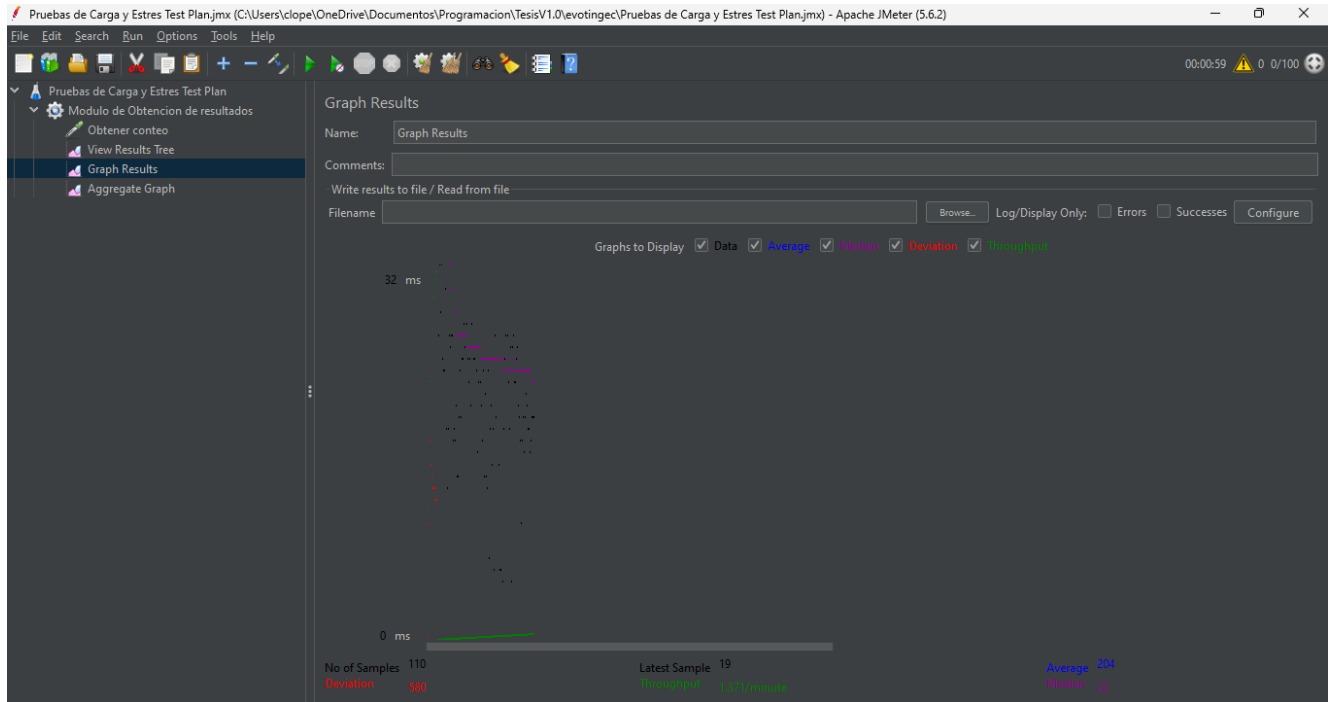 Pruebas de Carga y Estres Test Plan.jmx (C:\Users\clope\OneDrive\Documentos\Programacion\TesisV1.0\evotingec\Pruebas de Carga y Estres Test Plan.jmx) - Apache JMeter (5.6.2)
File Edit Search Run Options Tools Help
00:00:59 0 0/100
Pruebas de Carga y Estres Test Plan
Modulo de Obtencion de resultados
Obtener conteo
View Results Tree
Graph Results
Aggregate Graph
Graph Results
Name: Graph Results
Comments:
Write results to file / Read from file
Filename Browse... Log/Display Only: Errors Successes Configure
Graphs to Display Data Average Median Deviation Throughput
32 ms
0 ms
No of Samples 110 Latest Sample 19 Average 204
Deviation 580 Throughput 1.371/minute Median